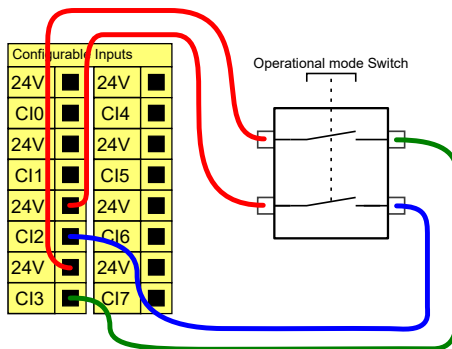 Configurable Inputs
Operational mode Switch
24V 24V
CI0 CI4
24V 24V
CI1 CI5
24V 24V
CI2 CI6
24V 24V
CI3 CI7